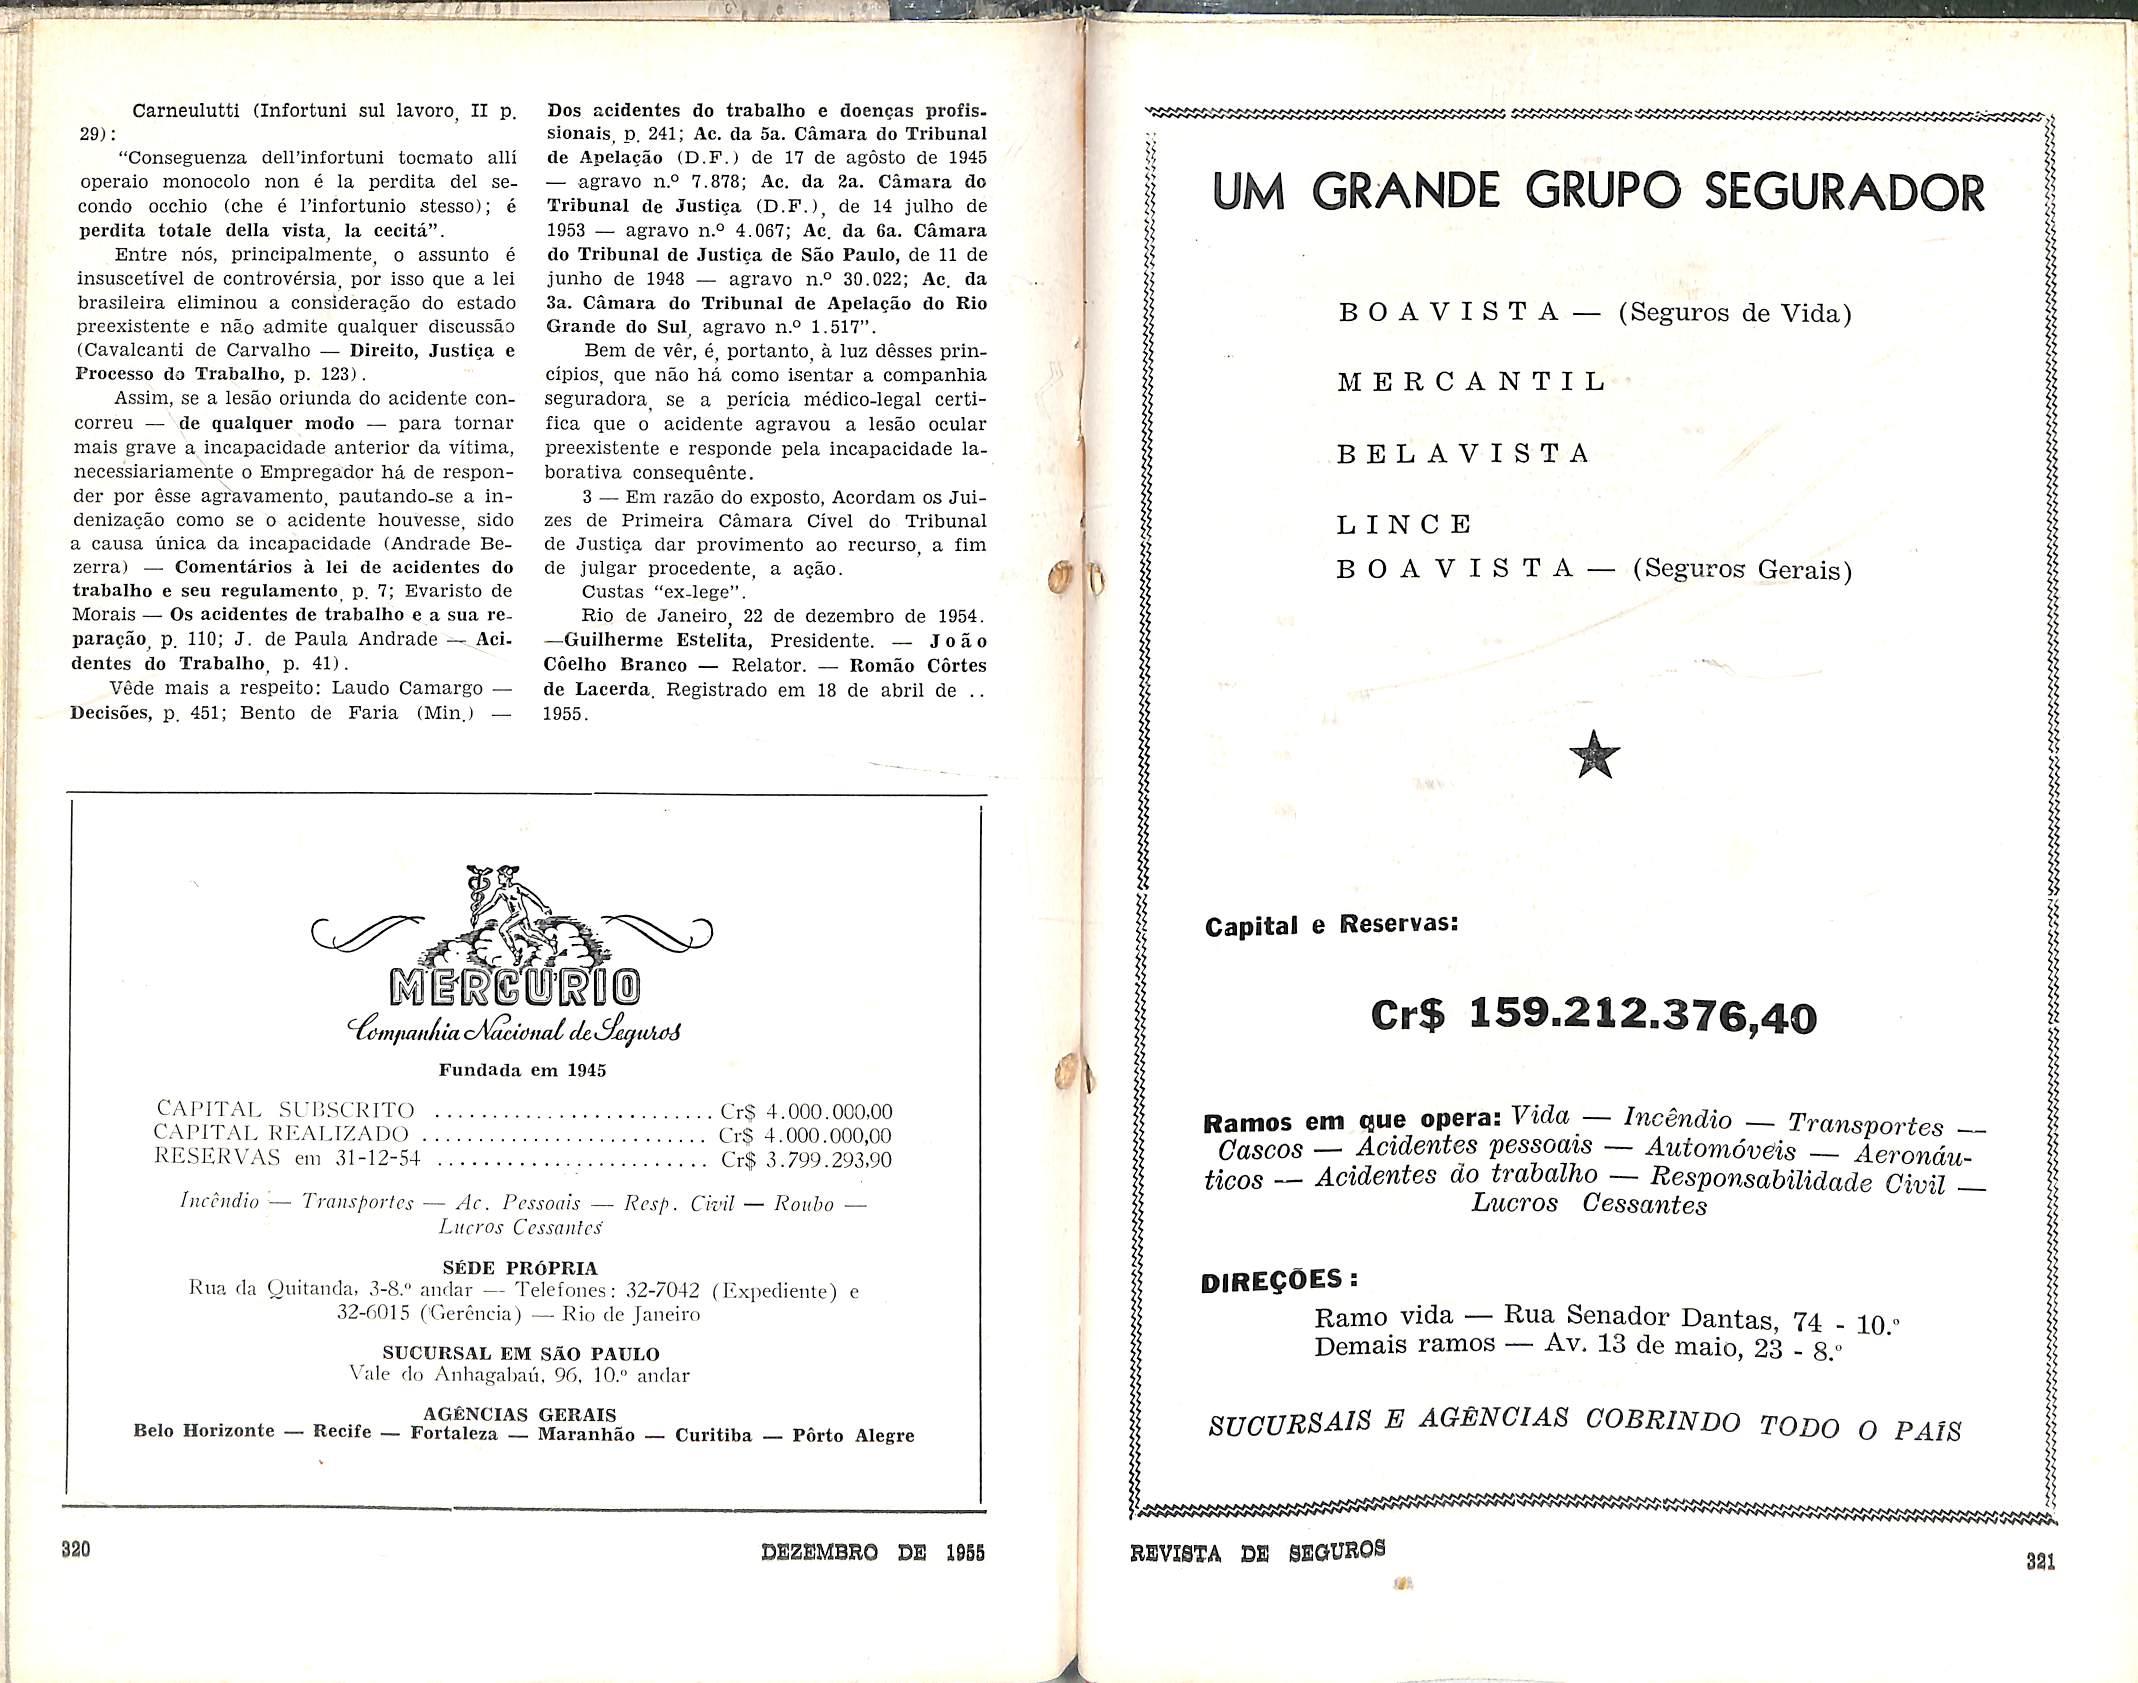 Carneulutti (Infortuni sul lavoro, II p.
29):
“Conseguenza dell'infortuni tocmato allí
operaio monocolo non é la perdita del se-
condo occhio (che é l'infortunio stesso); é
perdita totale della vista, la cecitá”.
Entre nós, principalmente, o assunto é
insuscetível de controvérsia, por isso que a lei
brasileira eliminou a consideração do estado
preexistente e não admite qualquer discussão
(Cavalcanti de Carvalho — Direito, Justiça e
Processo do Trabalho, p. 123).
Assim, se a lesão oriunda do acidente con-
correu — de qualquer modo — para tornar
mais grave a incapacidade anterior da vítima,
necessiariamente o Empregador há de respon-
der por êsse agravamento, pautando-se a in-
denização como se o acidente houvesse, sido
a causa única da incapacidade (Andrade Be-
zerra) — Comentários à lei de acidentes do
trabalho e seu regulamento, p. 7; Evaristo de
Morais — Os acidentes de trabalho e a sua re-
paração, p. 110; J. de Paula Andrade — Aci-
dentes do Trabalho, p. 41).
Vêde mais a respeito: Laudo Camargo —
Decisões, p. 451; Bento de Faria (Min.) —
Dos acidentes do trabalho e doenças profis-
sionais, p. 241; Ac. da 5a. Câmara do Tribunal
de Apelação (D.F.) de 17 de agôsto de 1945
— agravo n.º 7.878; Ac. da 2a. Câmara do
Tribunal de Justiça (D.F.), de 14 julho de
1953 — agravo n.º 4.067; Ac. da 6a. Câmara
do Tribunal de Justiça de São Paulo, de 11 de
junho de 1948 — agravo n.º 30.022; Ac. da
3a. Câmara do Tribunal de Apelação do Rio
Grande do Sul, agravo n.º 1.517”.
Bem de vêr, é, portanto, à luz dêsses prin-
cípios, que não há como isentar a companhia
seguradora, se a perícia médico-legal certi-
fica que o acidente agravou a lesão ocular
preexistente e responde pela incapacidade la-
borativa consequênte.
3 — Em razão do exposto, Acordam os Jui-
zes de Primeira Câmara Cível do Tribunal
de Justiça dar provimento ao recurso, a fim
de julgar procedente, a ação.
Custas “ex-lege”.
Rio de Janeiro, 22 de dezembro de 1954.
—Guilherme Estelita, Presidente. — João
Côelho Branco — Relator. — Romão Côrtes
de Lacerda. Registrado em 18 de abril de ..
1955.
MERCURIO
Companhia Nacional de Seguros
Fundada em 1945
CAPITAL SUBSCRITO .......................... Cr$ 4.000.000,00
CAPITAL REALIZADO .......................... Cr$ 4.000.000,00
RESERVAS em 31-12-54 ........................ Cr$ 3.799.293,90
Incêndio — Transportes — Ac. Pessoais — Resp. Civil — Roubo —
Lucros Cessantes
SÉDE PRÓPRIA
Rua da Quitanda, 3-8.º andar — Telefones: 32-7042 (Expediente) e
32-6015 (Gerência) — Rio de Janeiro
SUCURSAL EM SÃO PAULO
Vale do Anhagabaú, 96, 10.º andar
AGÊNCIAS GERAIS
Belo Horizonte — Recife — Fortaleza — Maranhão — Curitiba — Pôrto Alegre
320
DEZEMBRO DE 1955
UM GRANDE GRUPO SEGURADOR
BOAVISTA — (Seguros de Vida)
MERCANTIL
BELAVISTA
LINCE
BOAVISTA — (Seguros Gerais)
Capital e Reservas:
Cr$ 159.212.376,40
Ramos em que opera: Vida — Incêndio — Transportes —
Cascos — Acidentes pessoais — Automóveis — Aeronáu-
ticos — Acidentes do trabalho — Responsabilidade Civil —
Lucros Cessantes
DIREÇÕES:
Ramo vida — Rua Senador Dantas, 74 - 10.º
Demais ramos — Av. 13 de maio, 23 - 8.º
SUCURSAIS E AGÊNCIAS COBRINDO TODO O PAÍS
REVISTA DE SEGUROS
321